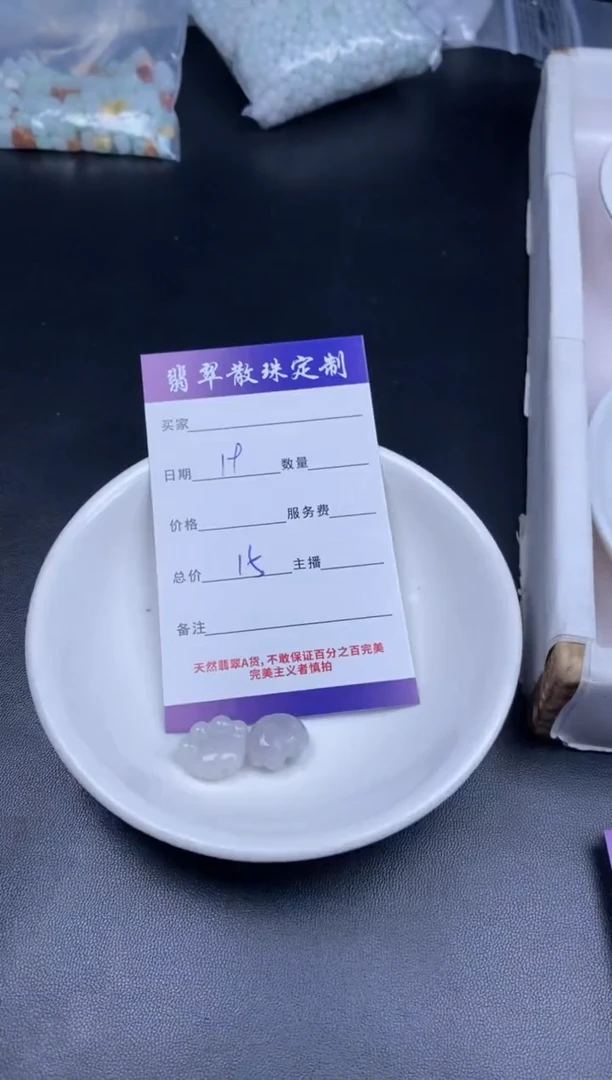 翡翠散珠定制
买家
日期 19 数量
价格 服务费
总价 15 主播
备注
天然翡翠A货,不敢保证百分之百完美
完美主义者慎拍